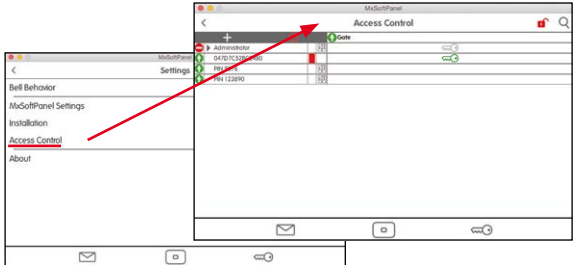 MxSoftPanel
Settings
Bell Behavior
MxSoftPanel Settings
Installation
Access Control
About
MxSoftPanel
Access Control
Gate
Administrator
PIN 123890